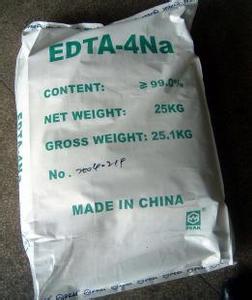 EDTA-4Na
CONTENT: ≥99.0%
NET WEIGHT: 25KG
GROSS WEIGHT: 25.1KG
No.
MADE IN CHINA